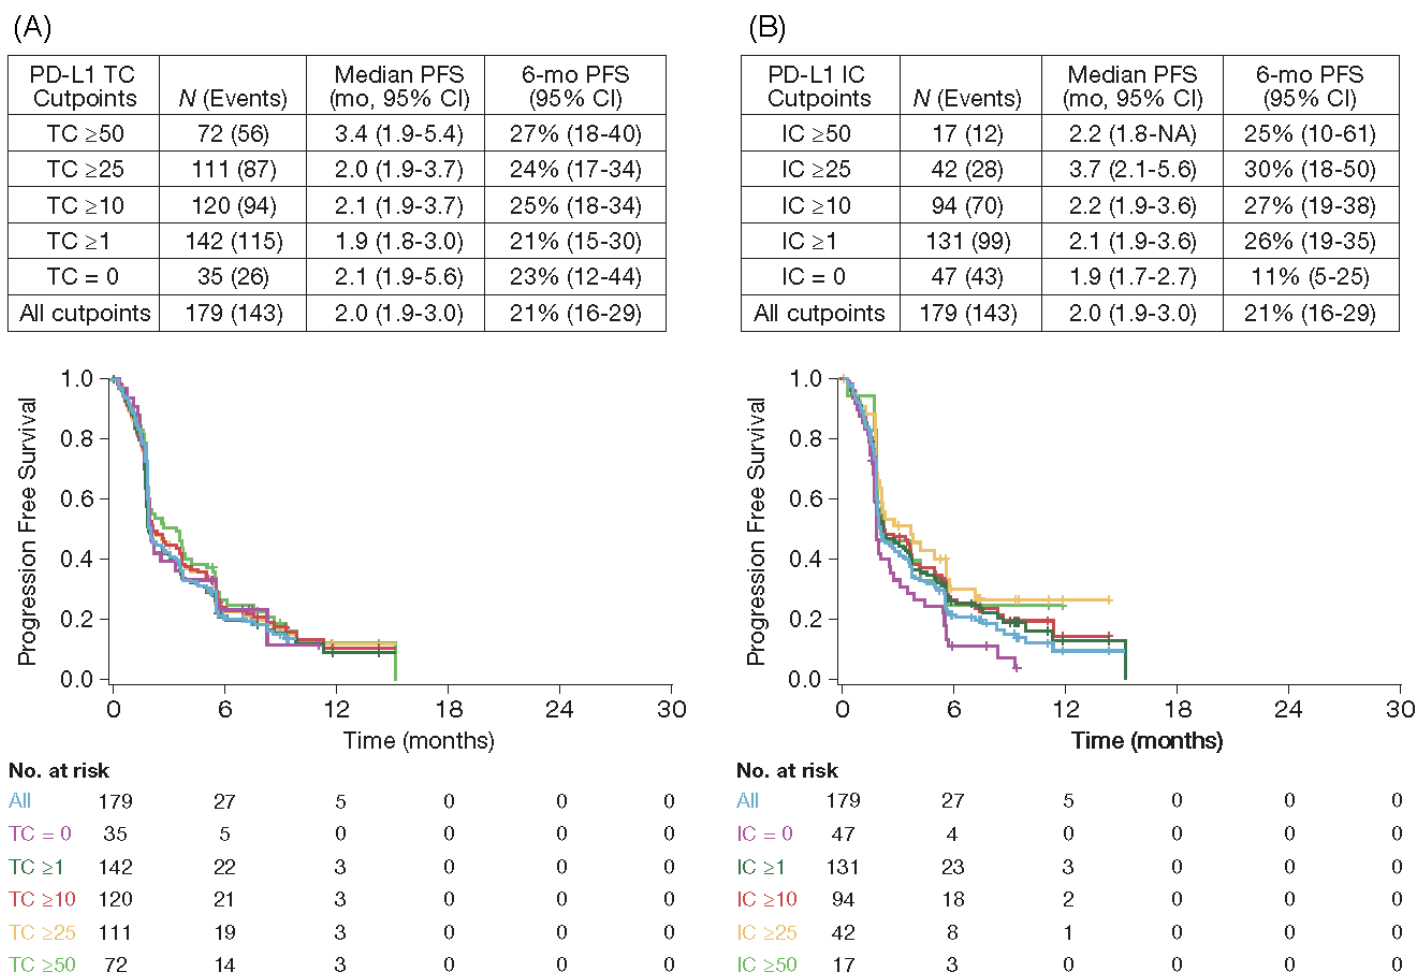 (A)
PD-L1 TC Cutpoints N (Events) Median PFS (mo, 95% CI) 6-mo PFS (95% CI)
TC ≥50 72 (56) 3.4 (1.9-5.4) 27% (18-40)
TC ≥25 111 (87) 2.0 (1.9-3.7) 24% (17-34)
TC ≥10 120 (94) 2.1 (1.9-3.7) 25% (18-34)
TC ≥1 142 (115) 1.9 (1.8-3.0) 21% (15-30)
TC = 0 35 (26) 2.1 (1.9-5.6) 23% (12-44)
All cutpoints 179 (143) 2.0 (1.9-3.0) 21% (16-29)
Progression Free Survival
1.0
0.8
0.6
0.4
0.2
0.0
0 6 12 18 24 30
Time (months)
No. at risk
All 179 27 5 0 0 0
TC = 0 35 5 0 0 0 0
TC ≥1 142 22 3 0 0 0
TC ≥10 120 21 3 0 0 0
TC ≥25 111 19 3 0 0 0
TC ≥50 72 14 3 0 0 0
(B)
PD-L1 IC Cutpoints N (Events) Median PFS (mo, 95% CI) 6-mo PFS (95% CI)
IC ≥50 17 (12) 2.2 (1.8-NA) 25% (10-61)
IC ≥25 42 (28) 3.7 (2.1-5.6) 30% (18-50)
IC ≥10 94 (70) 2.2 (1.9-3.6) 27% (19-38)
IC ≥1 131 (99) 2.1 (1.9-3.6) 26% (19-35)
IC = 0 47 (43) 1.9 (1.7-2.7) 11% (5-25)
All cutpoints 179 (143) 2.0 (1.9-3.0) 21% (16-29)
Progression Free Survival
1.0
0.8
0.6
0.4
0.2
0.0
0 6 12 18 24 30
Time (months)
No. at risk
All 179 27 5 0 0 0
IC = 0 47 4 0 0 0 0
IC ≥1 131 23 3 0 0 0
IC ≥10 94 18 2 0 0 0
IC ≥25 42 8 1 0 0 0
IC ≥50 17 3 0 0 0 0